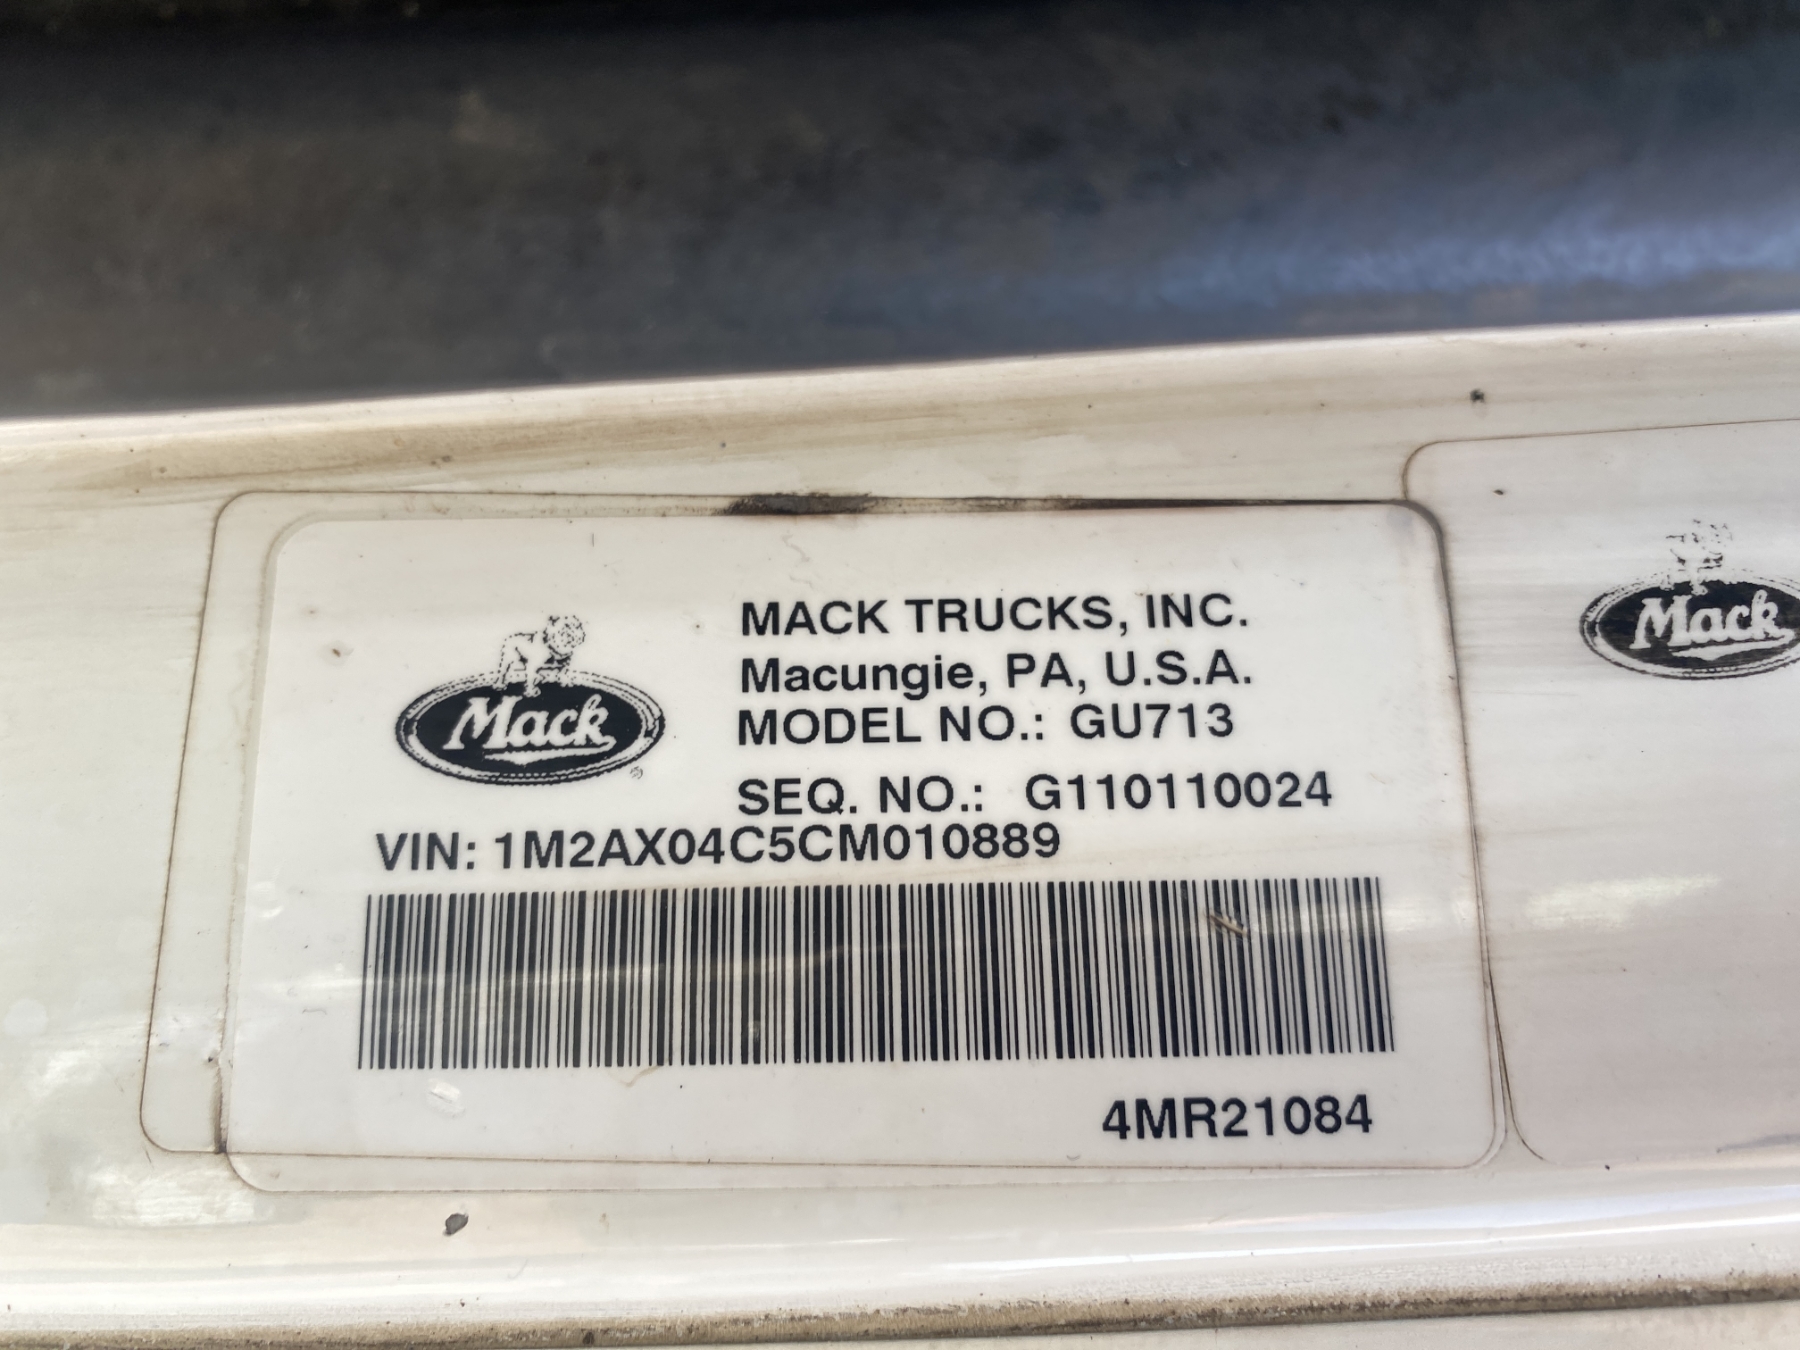 MACK TRUCKS, INC.
Macungie, PA, U.S.A.
MODEL NO.: GU713
SEQ. NO.: G110110024
Mack
®
VIN: 1M2AX04C5CM010889
4MR21084
Mack